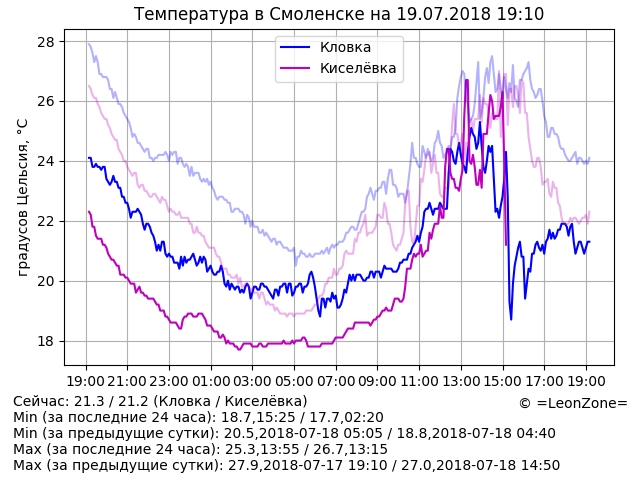 Температура в Смоленске на 19.07.2018 19:10
Кловка
Киселёвка
градусов Цельсия, °C
28
26
24
22
20
18
19:00 21:00 23:00 01:00 03:00 05:00 07:00 09:00 11:00 13:00 15:00 17:00 19:00
Сейчас: 21.3 / 21.2 (Кловка / Киселёвка)
© =LeonZone=
Min (за последние 24 часа): 18.7,15:25 / 17.7,02:20
Min (за предыдущие сутки): 20.5,2018-07-18 05:05 / 18.8,2018-07-18 04:40
Max (за последние 24 часа): 25.3,13:55 / 26.7,13:15
Max (за предыдущие сутки): 27.9,2018-07-17 19:10 / 27.0,2018-07-18 14:50